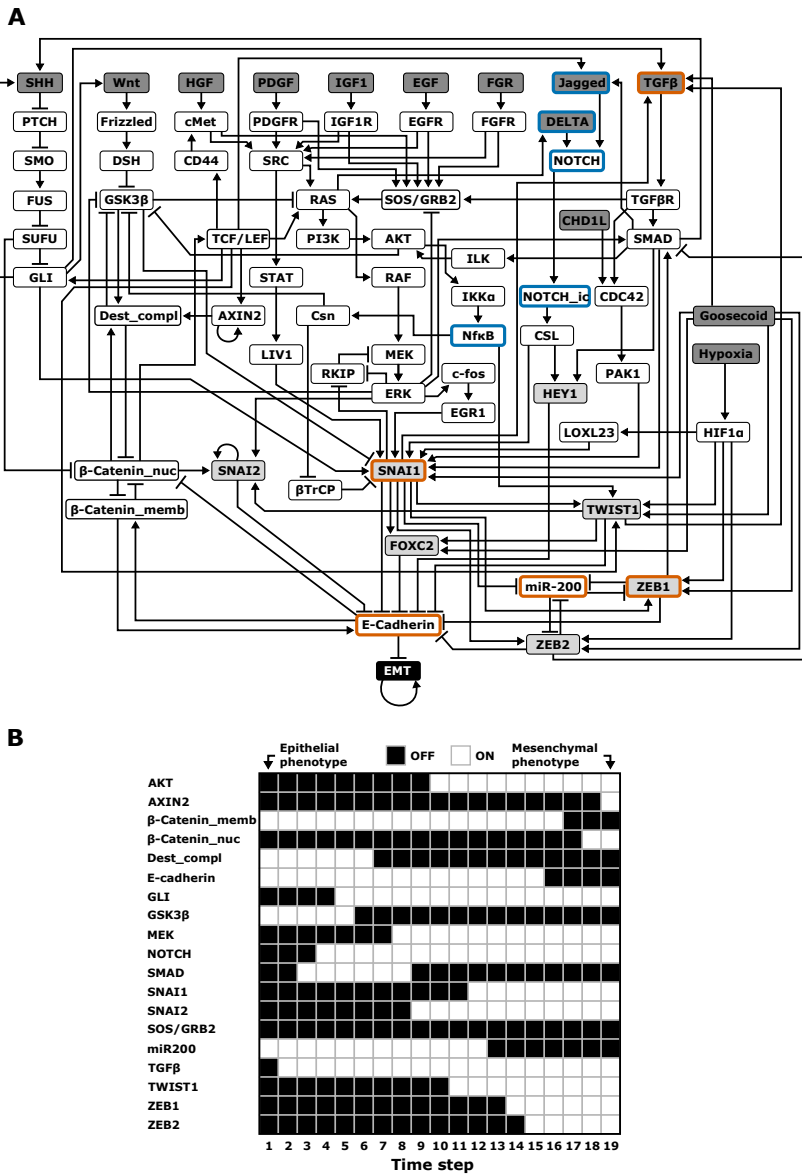 A
SHH Wnt HGF PDGF IGF1 EGF FGR Jagged TGFβ
PTCH Frizzled cMet PDGFR IGF1R EGFR FGFR DELTA
SMO DSH CD44 SRC NOTCH
FUS GSK3β RAS SOS/GRB2 TGFβR
CHD1L
SUFU TCF/LEF PI3K AKT SMAD
GLI STAT RAF ILK
IKKα NOTCH_ic CDC42
Dest_compl AXIN2 Csn NfκB CSL Goosecoid
LIV1 MEK Hypoxia
RKIP c-fos PAK1
ERK HEY1
EGR1
LOXL23 HIF1α
β-Catenin_nuc SNAI2 SNAI1
βTrCP
β-Catenin_memb TWIST1
FOXC2
miR-200 ZEB1
E-Cadherin
ZEB2
EMT
B
Epithelial phenotype OFF ON Mesenchymal phenotype
AKT
AXIN2
β-Catenin_memb
β-Catenin_nuc
Dest_compl
E-cadherin
GLI
GSK3β
MEK
NOTCH
SMAD
SNAI1
SNAI2
SOS/GRB2
miR200
TGFβ
TWIST1
ZEB1
ZEB2
1 2 3 4 5 6 7 8 9 10 11 12 13 14 15 16 17 18 19
Time step